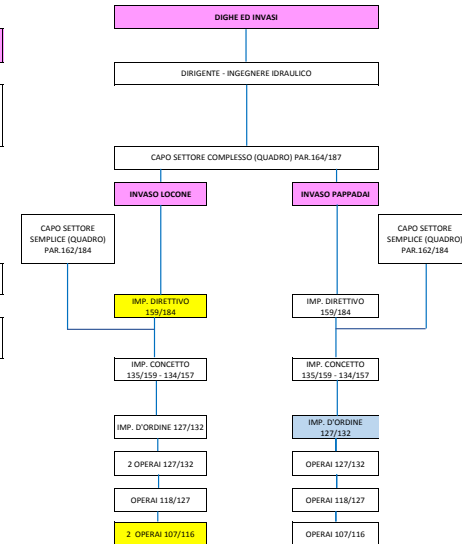 DIGHE ED INVASI
DIRIGENTE - INGEGNERE IDRAULICO
CAPO SETTORE COMPLESSO (QUADRO) PAR.164/187
INVASO LOCONE
INVASO PAPPADAI
CAPO SETTORE
SEMPLICE (QUADRO)
PAR.162/184
CAPO SETTORE
SEMPLICE (QUADRO)
PAR.162/184
IMP. DIRETTIVO
159/184
IMP. DIRETTIVO
159/184
IMP. CONCETTO
135/159 - 134/157
IMP. CONCETTO
135/159 - 134/157
IMP. D'ORDINE 127/132
IMP. D'ORDINE
127/132
2 OPERAI 127/132
OPERAI 127/132
OPERAI 118/127
OPERAI 118/127
2 OPERAI 107/116
OPERAI 107/116